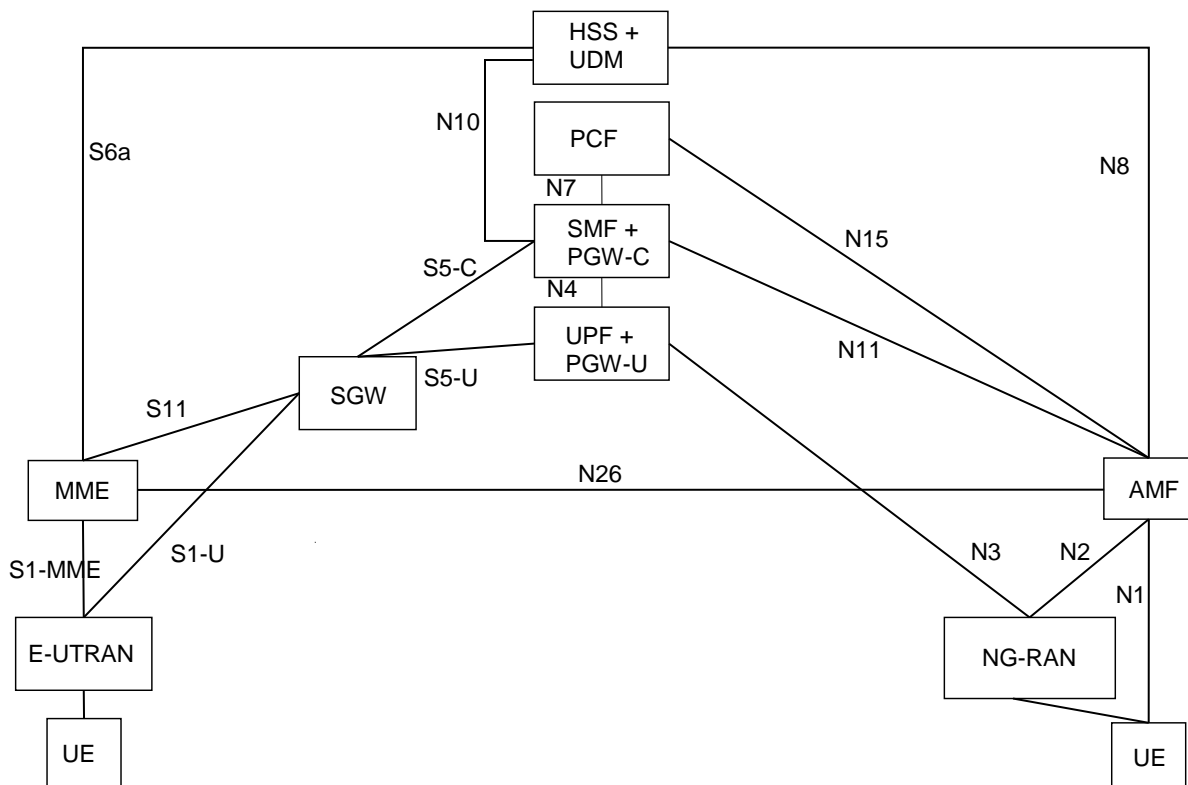 HSS +
UDM
N10
PCF
S6a
N8
N7
SMF +
PGW-C
N15
S5-C
N4
UPF +
PGW-U
N11
S5-U
SGW
S11
N26
MME
AMF
S1-U
N3
N2
S1-MME
N1
E-UTRAN
NG-RAN
UE
UE